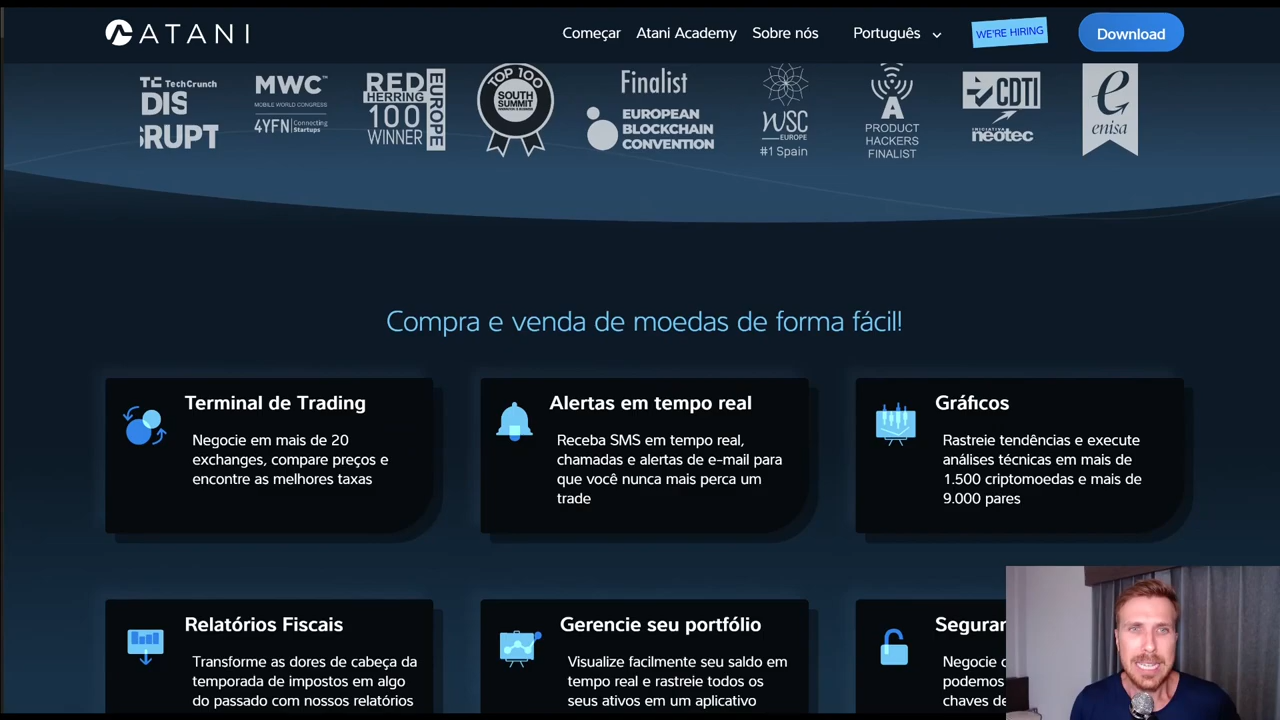 ATANI
Começar
Atani Academy
Sobre nós
Português
WE'RE HIRING
Download
TechCrunch
DIS
RUPT
MWC
MOBILE WORLD CONGRESS
4YFN Connecting
Startups
RED
HERRING
100
WINNER
EUROPE
TOP 100
SOUTH
SUMMIT
Finalist
EUROPEAN
BLOCKCHAIN
CONVENTION
WSC
EUROPE
#1 Spain
PRODUCT
HACKERS
FINALIST
CDTI
INICIATIVA
neotec
e
enisa
Compra e venda de moedas de forma fácil!
Terminal de Trading
Negocie em mais de 20
exchanges, compare preços e
encontre as melhores taxas
Alertas em tempo real
Receba SMS em tempo real,
chamadas e alertas de e-mail para
que você nunca mais perca um
trade
Gráficos
Rastreie tendências e execute
análises técnicas em mais de
1.500 criptomoedas e mais de
9.000 pares
Relatórios Fiscais
Transforme as dores de cabeça da
temporada de impostos em algo
do passado com nossos relatórios
Gerencie seu portfólio
Visualize facilmente seu saldo em
tempo real e rastreie todos os
seus ativos em um aplicativo
Negocie
podemos
chaves